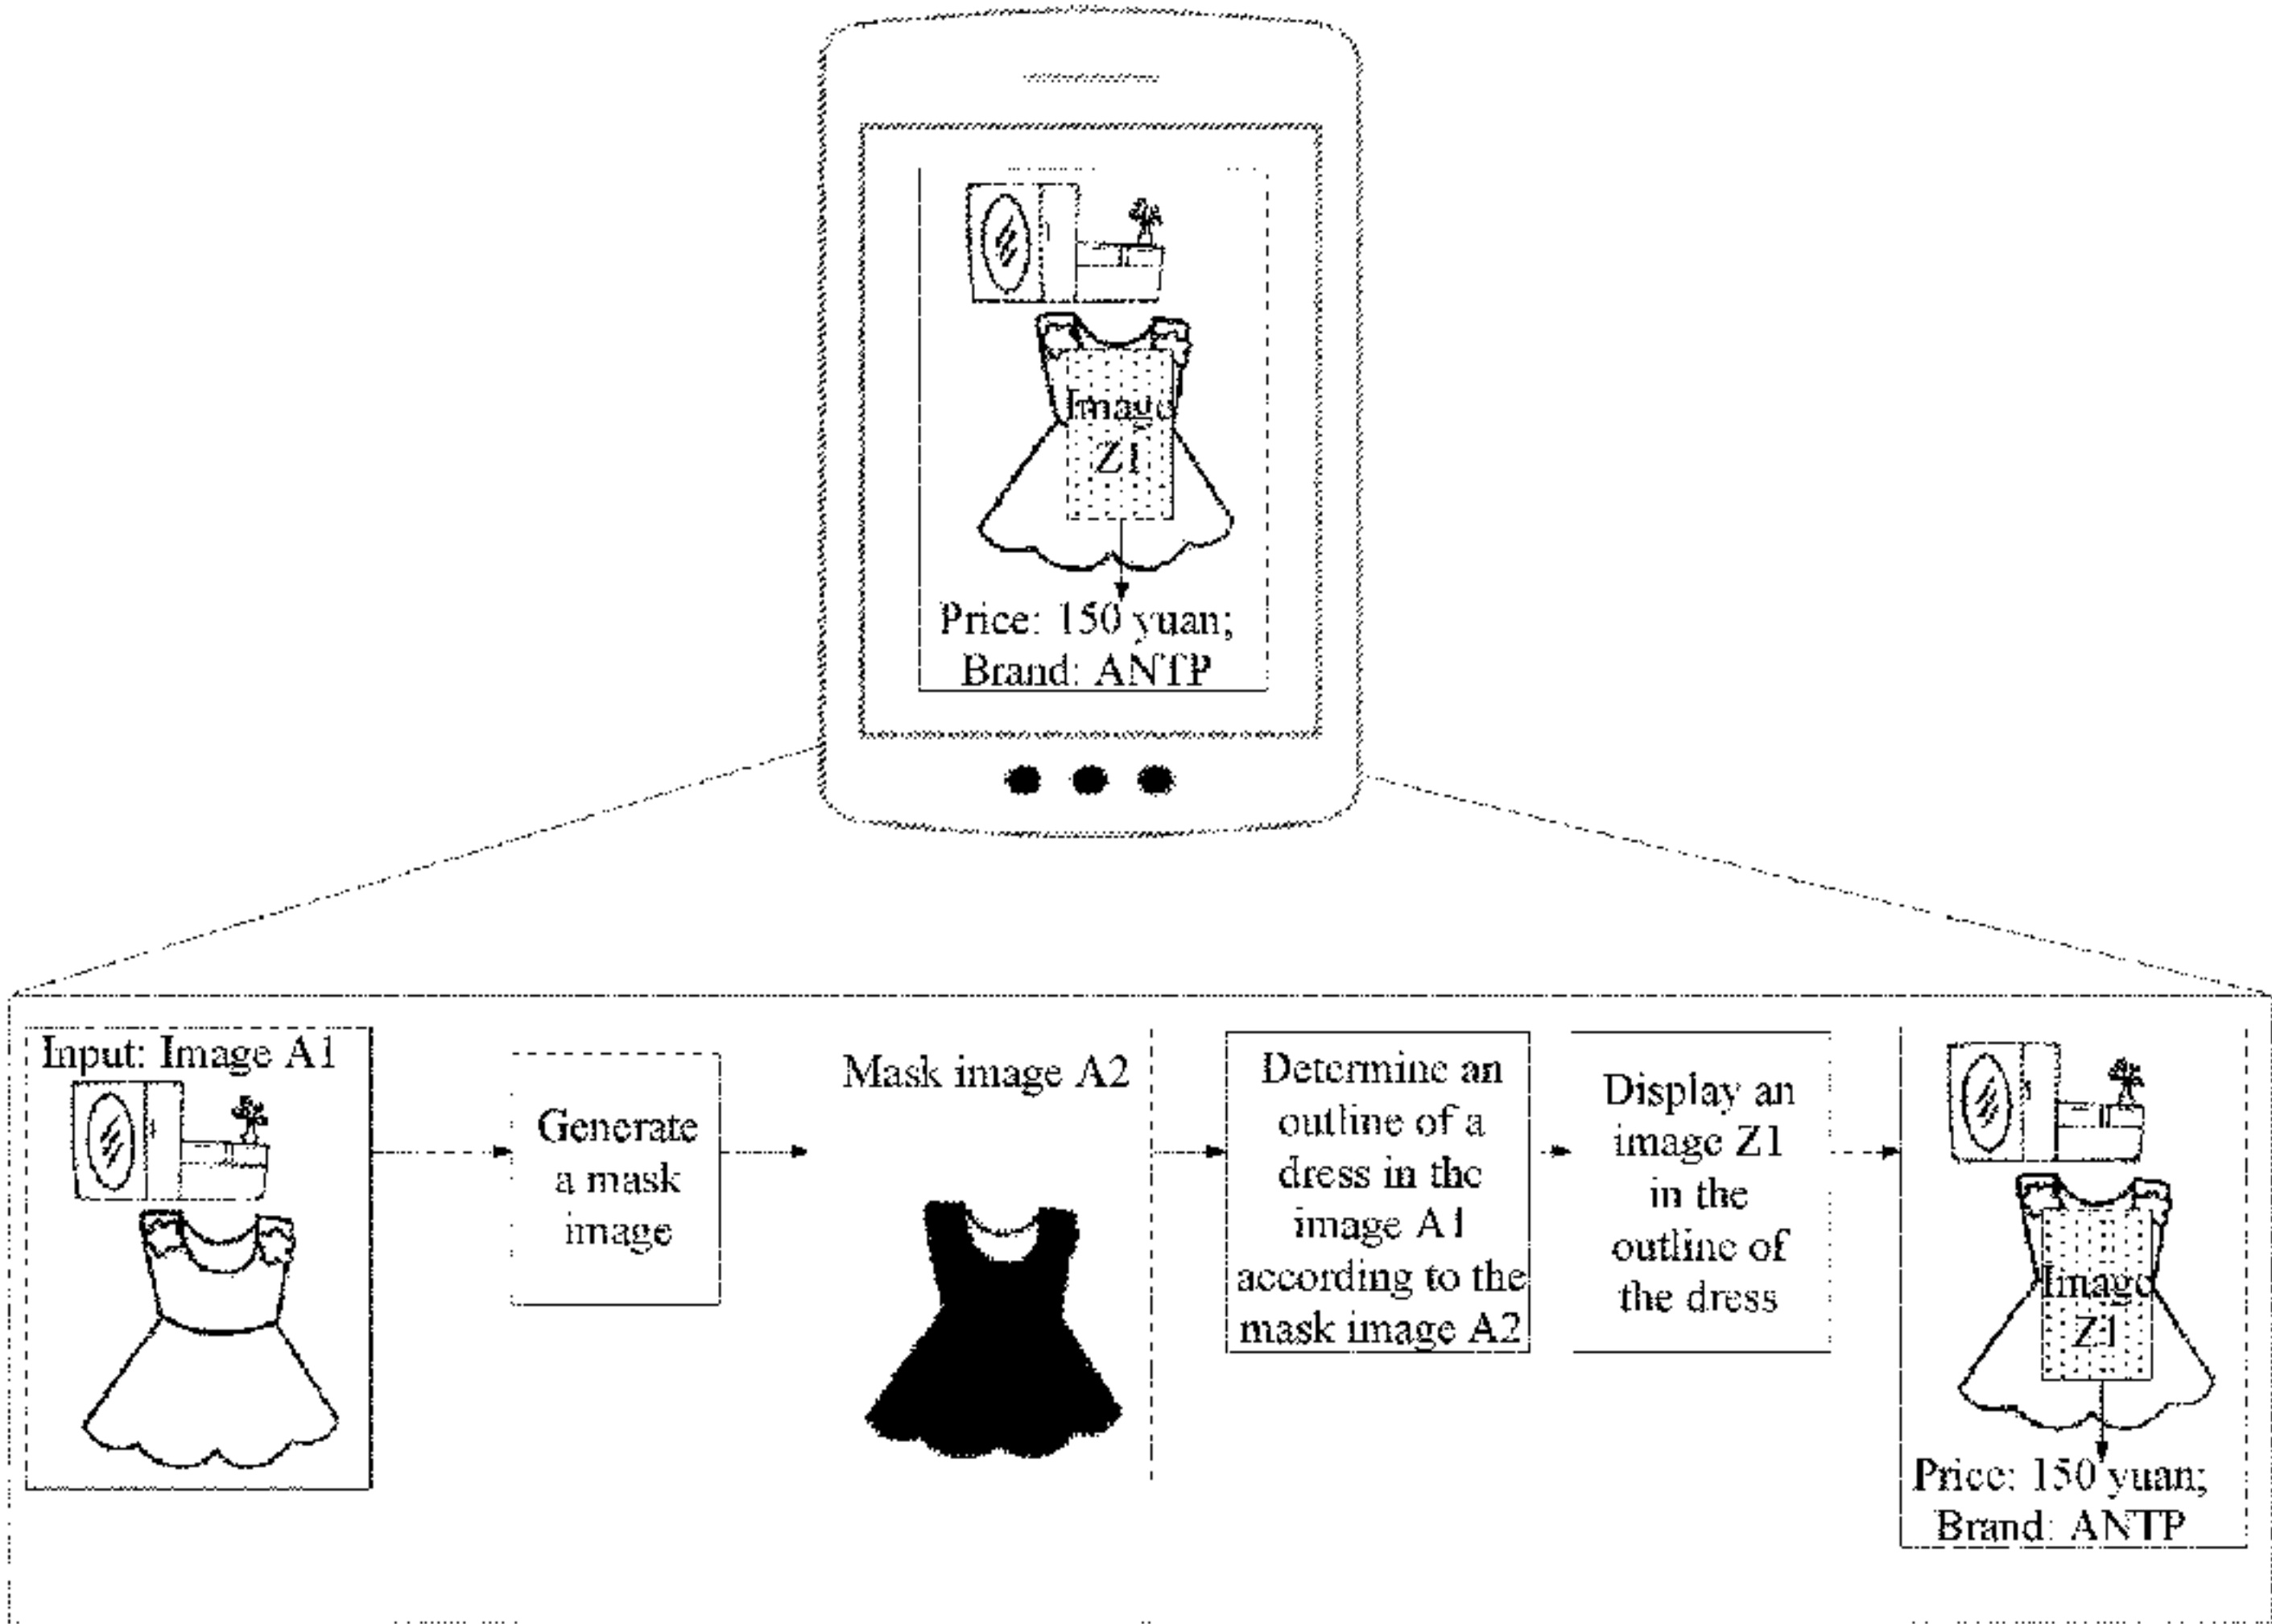 Image
Z1
Price: 150 yuan;
Brand: ANTP
Input: Image A1
Generate
a mask
image
Mask image A2
Determine an
outline of a
dress in the
image A1
according to the
mask image A2
Display an
image Z1
in the
outline of
the dress
Image
Z1
Price: 150 yuan;
Brand: ANTP